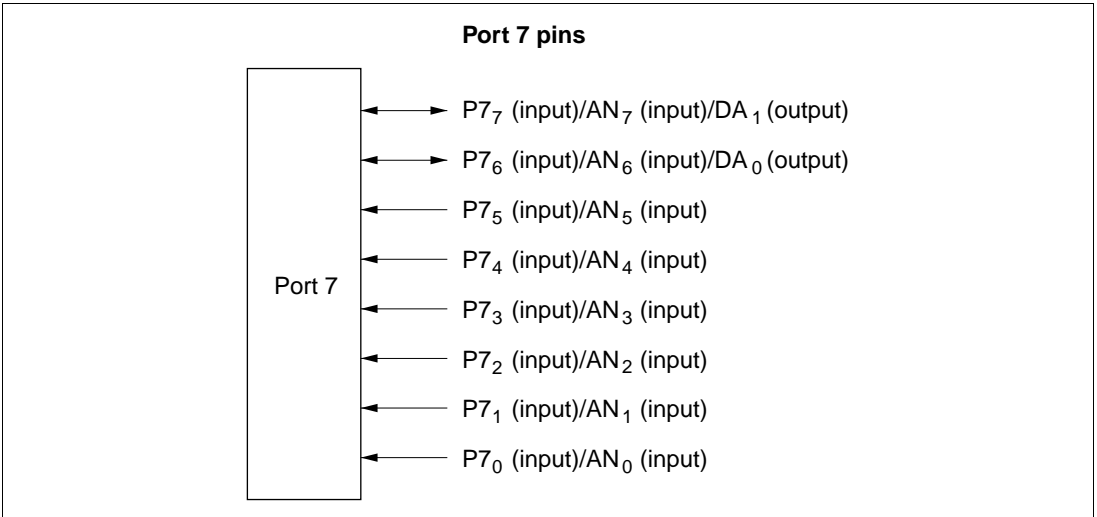 Port 7 pins
P7₇ (input)/AN₇ (input)/DA₁ (output)
P7₆ (input)/AN₆ (input)/DA₀ (output)
P7₅ (input)/AN₅ (input)
P7₄ (input)/AN₄ (input)
Port 7
P7₃ (input)/AN₃ (input)
P7₂ (input)/AN₂ (input)
P7₁ (input)/AN₁ (input)
P7₀ (input)/AN₀ (input)